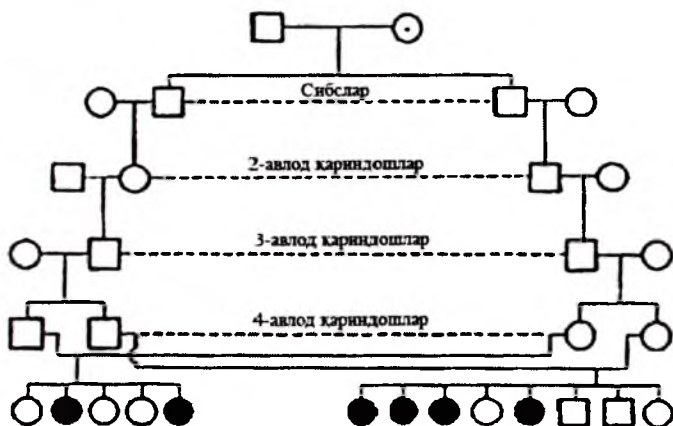 Сибслар
2-авлод қариндошлар
3-авлод қариндошлар
4-авлод қариндошлар